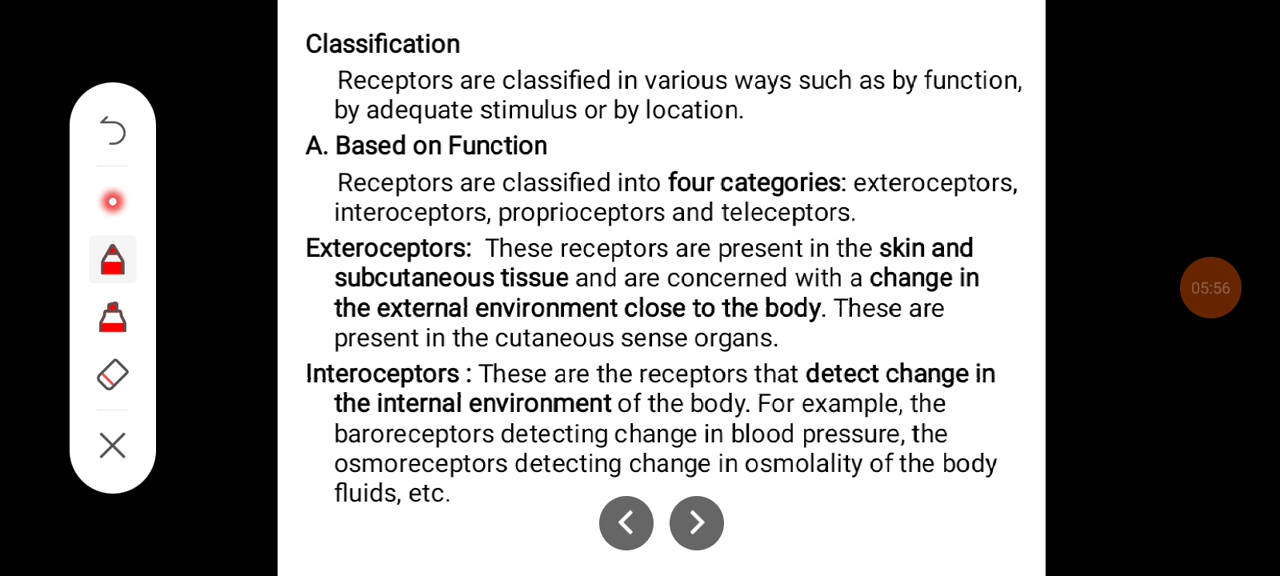 Classification
Receptors are classified in various ways such as by function,
by adequate stimulus or by location.
A. Based on Function
Receptors are classified into four categories: exteroceptors,
interoceptors, proprioceptors and teleceptors.
Exteroceptors: These receptors are present in the skin and
subcutaneous tissue and are concerned with a change in
the external environment close to the body. These are
present in the cutaneous sense organs.
Interoceptors : These are the receptors that detect change in
the internal environment of the body. For example, the
baroreceptors detecting change in blood pressure, the
osmoreceptors detecting change in osmolality of the body
fluids, etc.
05:56